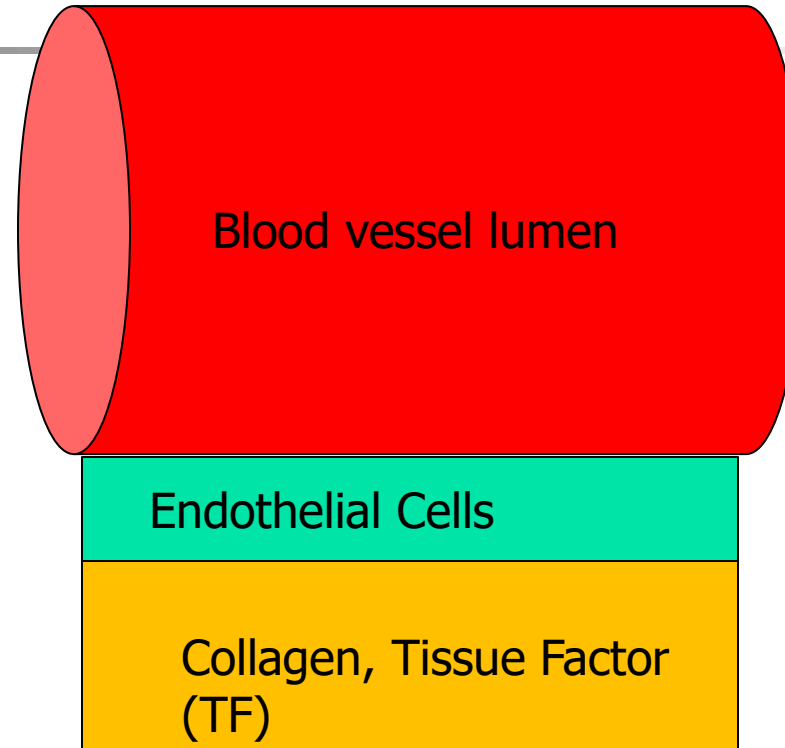 Blood vessel lumen
Endothelial Cells
Collagen, Tissue Factor
(TF)